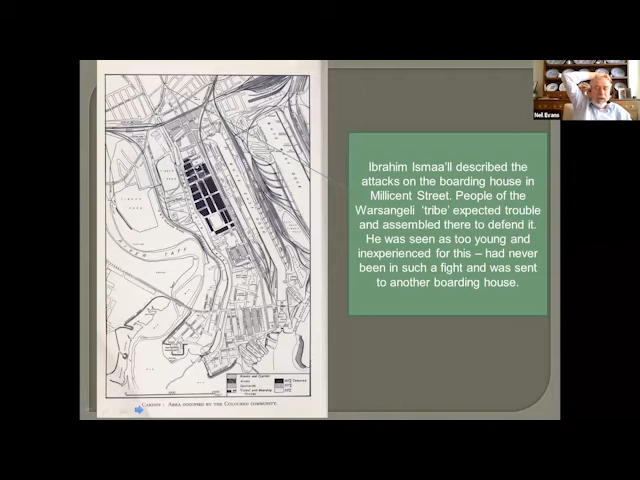 Nel Evans
Ibrahim Ismaa'll described the
attacks on the boarding house in
Millicent Street. People of the
Warsangeli 'tribe' expected trouble
and assembled there to defend it.
He was seen as too young and
inexperienced for this – had never
been in such a fight and was sent
to another boarding house.
CARDIFF : AREA OCCUPIED BY THE COLOURED COMMUNITY.